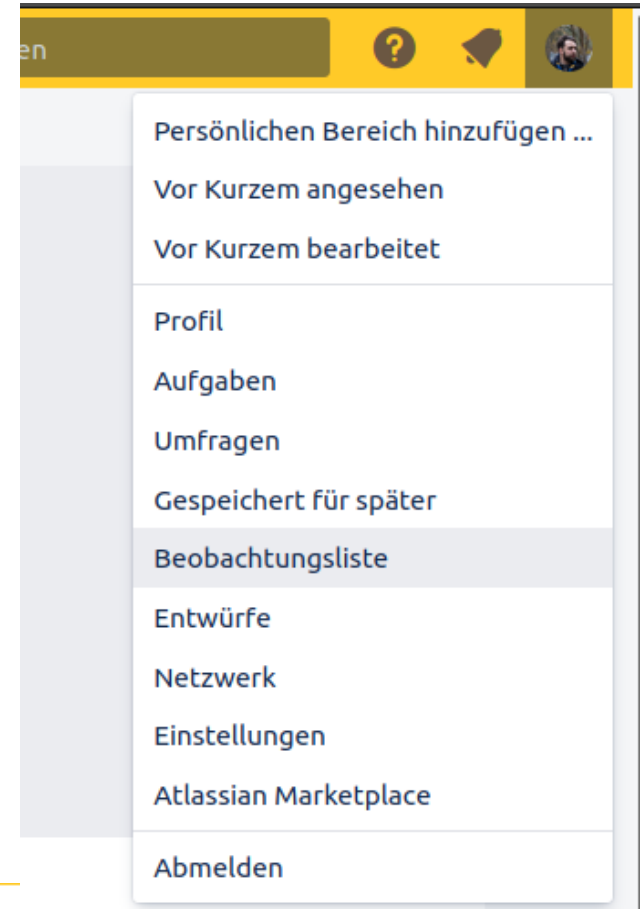 en
?
Persönlichen Bereich hinzufügen ...
Vor Kurzem angesehen
Vor Kurzem bearbeitet
Profil
Aufgaben
Umfragen
Gespeichert für später
Beobachtungsliste
Entwürfe
Netzwerk
Einstellungen
Atlassian Marketplace
Abmelden